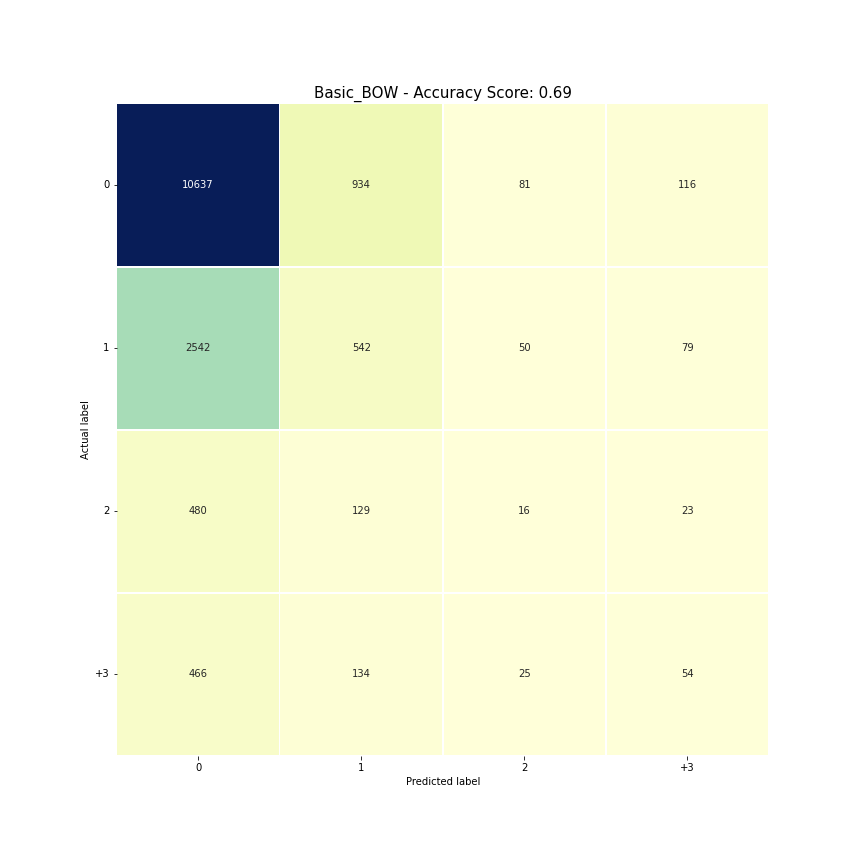 Basic_BOW - Accuracy Score: 0.69
0
10637 934 81 116
1
2542 542 50 79
Actual label
2
480 129 16 23
+3
466 134 25 54
0 1 2 +3
Predicted label